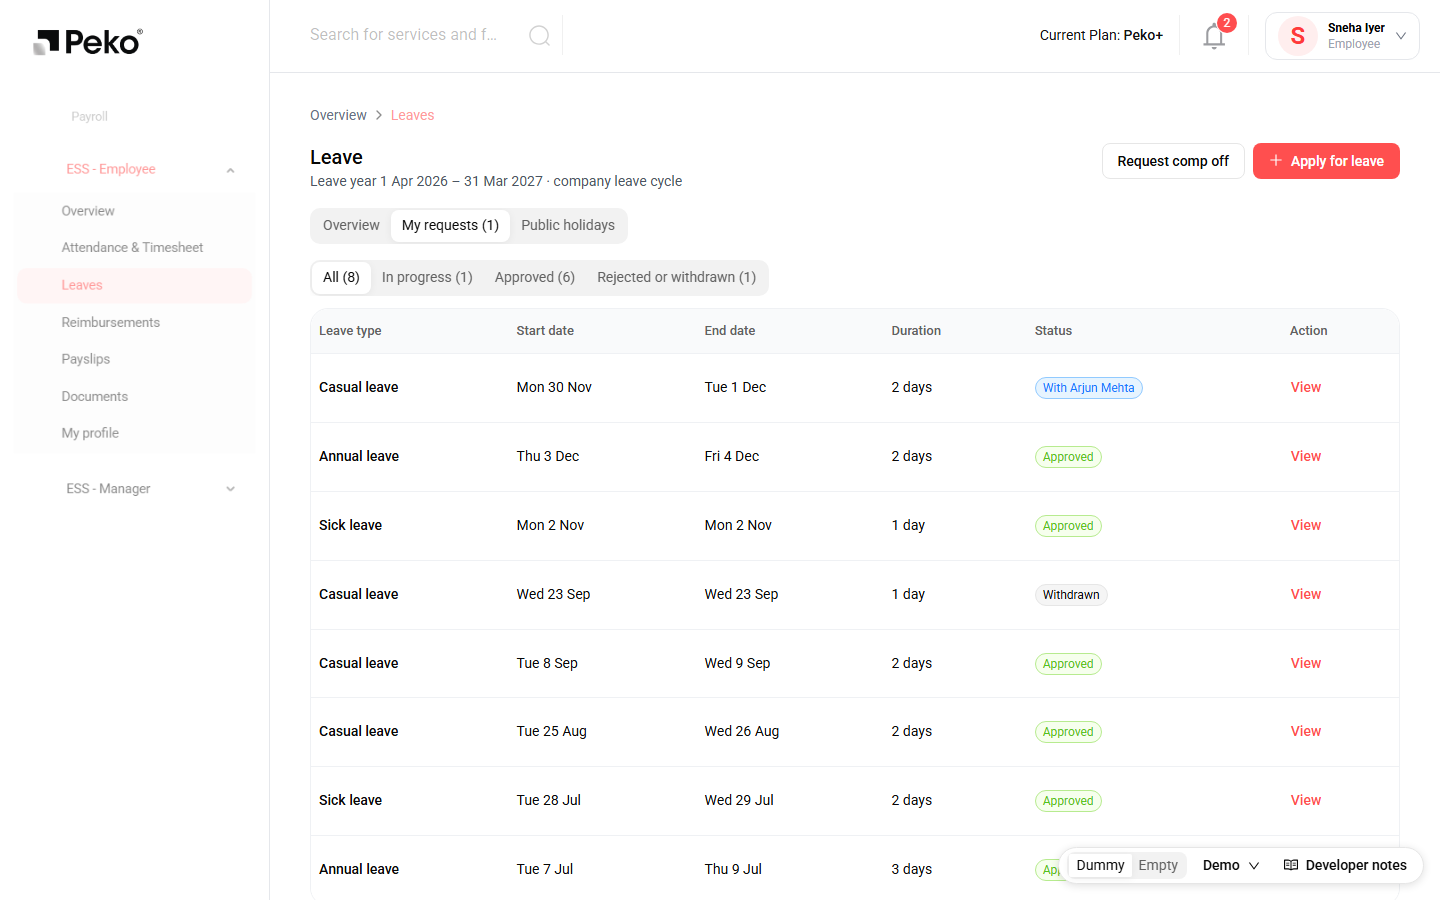 Peko®
Search for services and f...
Current Plan: Peko+
2
S
Sneha Iyer
Employee
Payroll
ESS - Employee
Overview
Attendance & Timesheet
Leaves
Reimbursements
Payslips
Documents
My profile
ESS - Manager
Overview > Leaves
Leave
Leave year 1 Apr 2026 – 31 Mar 2027 · company leave cycle
Request comp off
+ Apply for leave
Overview My requests (1) Public holidays
All (8) In progress (1) Approved (6) Rejected or withdrawn (1)
Leave type Start date End date Duration Status Action
Casual leave Mon 30 Nov Tue 1 Dec 2 days With Arjun Mehta View
Annual leave Thu 3 Dec Fri 4 Dec 2 days Approved View
Sick leave Mon 2 Nov Mon 2 Nov 1 day Approved View
Casual leave Wed 23 Sep Wed 23 Sep 1 day Withdrawn View
Casual leave Tue 8 Sep Wed 9 Sep 2 days Approved View
Casual leave Tue 25 Aug Wed 26 Aug 2 days Approved View
Sick leave Tue 28 Jul Wed 29 Jul 2 days Approved View
Annual leave Tue 7 Jul Thu 9 Jul 3 days
Dummy Empty Demo Developer notes